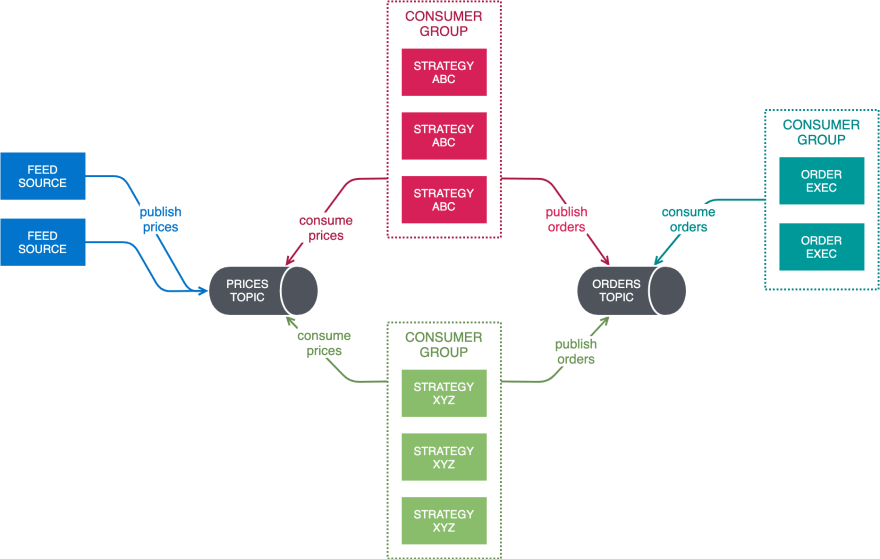 FEED
SOURCE
FEED
SOURCE
publish
prices
PRICES
TOPIC
consume
prices
consume
prices
CONSUMER
GROUP
STRATEGY
ABC
STRATEGY
ABC
STRATEGY
ABC
CONSUMER
GROUP
STRATEGY
XYZ
STRATEGY
XYZ
STRATEGY
XYZ
publish
orders
publish
orders
ORDERS
TOPIC
consume
orders
CONSUMER
GROUP
ORDER
EXEC
ORDER
EXEC